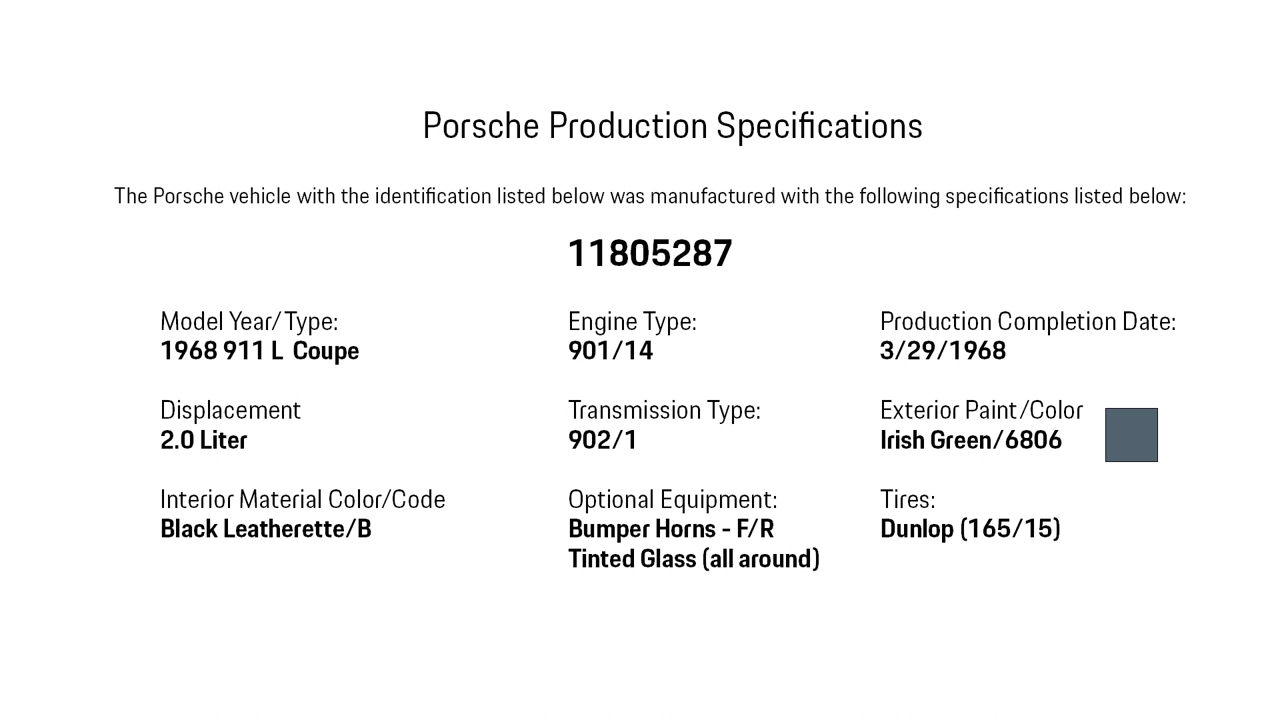 Porsche Production Specifications
The Porsche vehicle with the identification listed below was manufactured with the following specifications listed below:
11805287
Model Year/Type:
1968 911 L Coupe
Engine Type:
901/14
Production Completion Date:
3/29/1968
Displacement
2.0 Liter
Transmission Type:
902/1
Exterior Paint/Color
Irish Green/6806
Interior Material Color/Code
Black Leatherette/B
Optional Equipment:
Bumper Horns - F/R
Tinted Glass (all around)
Tires:
Dunlop (165/15)